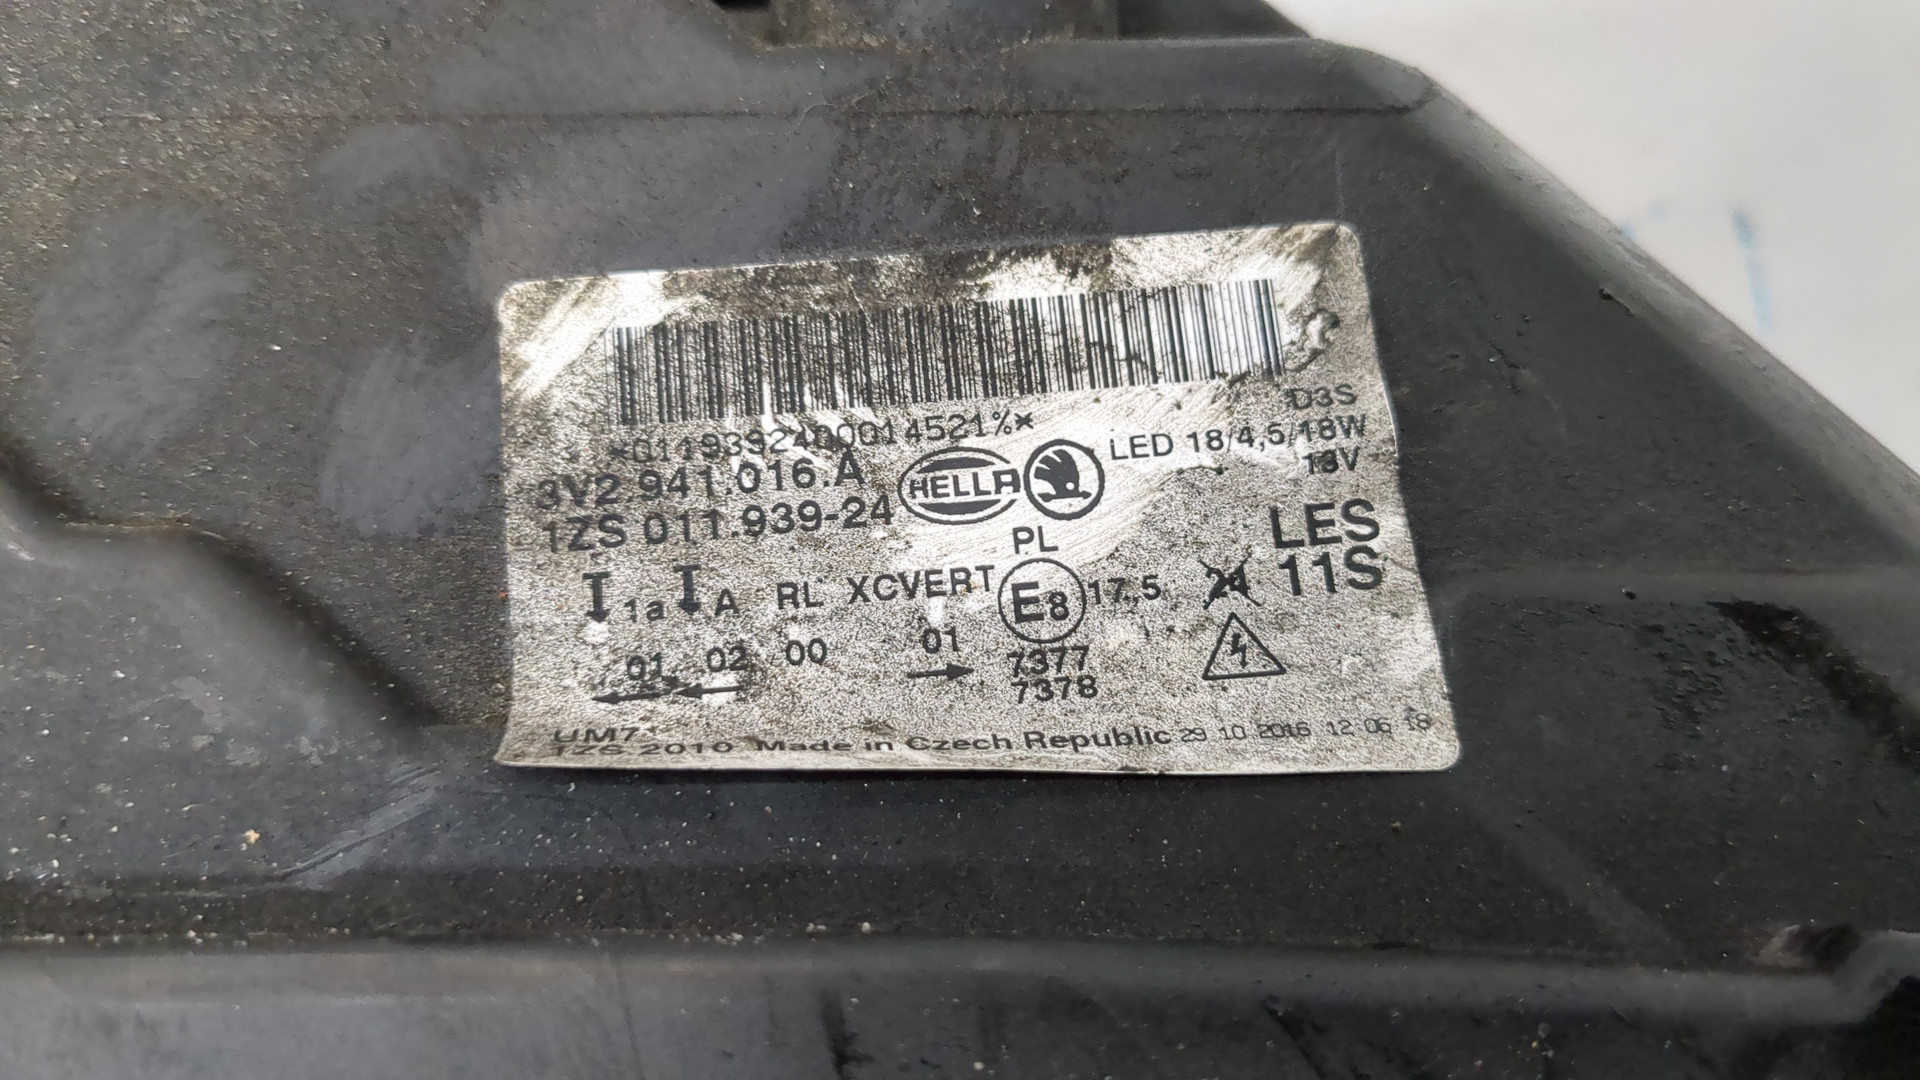 *0119392400014521%*
D3S
LED 18/4,5/18W
13V
3V2.941.016.A
1ZS 011.939-24
HELLA
LES
11S
PL
1a A RL XCVERT E8 17,5 24
01 02 00 01
7377
7378
UM7
1ZS 2010 Made in Czech Republic 29 10 2016 12 06 18